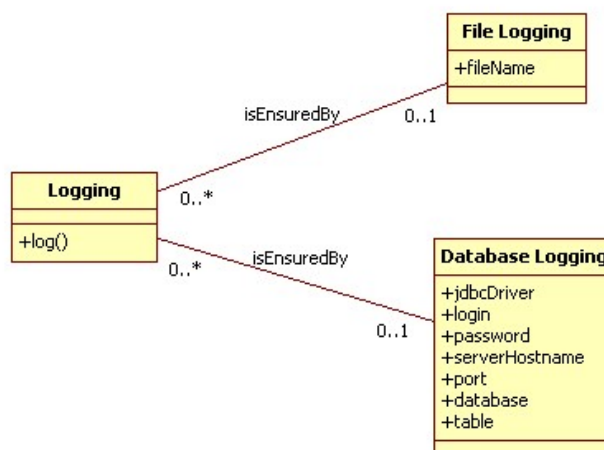 File Logging
+fileName
isEnsuredBy
0..1
Logging
0..*
+log()
0..*
isEnsuredBy
Database Logging
+jdbcDriver
+login
0..1
+password
+serverHostname
+port
+database
+table